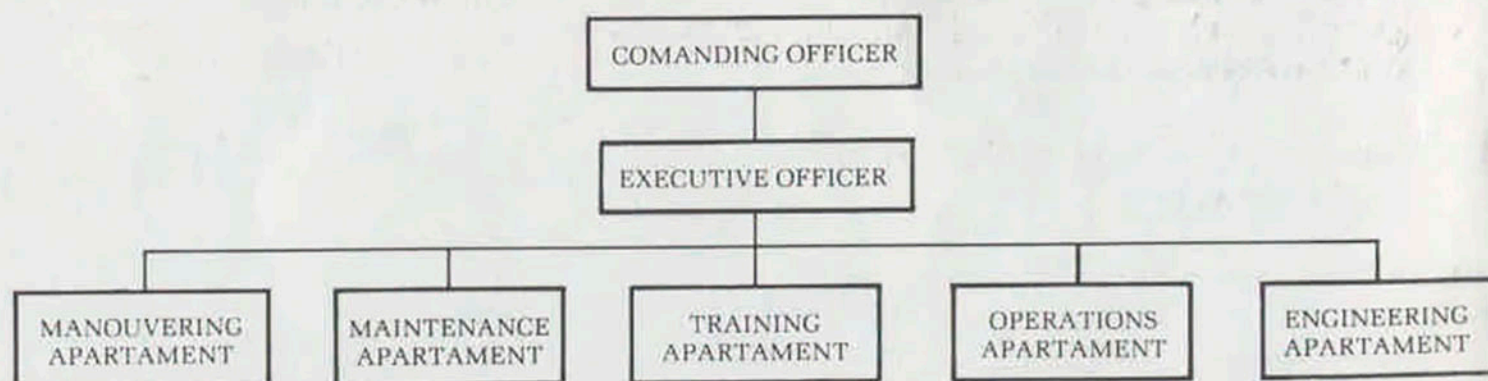 COMANDING OFFICER
EXECUTIVE OFFICER
MANOUVERING
APARTAMENT
MAINTENANCE
APARTAMENT
TRAINING
APARTAMENT
OPERATIONS
APARTAMENT
ENGINEERING
APARTAMENT